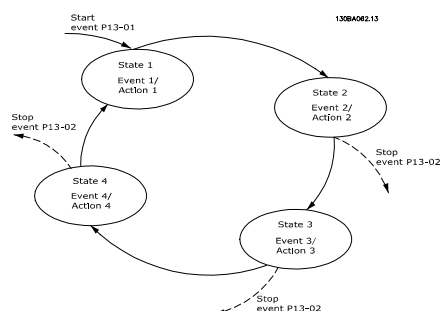 Start
event P13-01
130BA062.13
State 1
Event 1/
Action 1
State 2
Event 2/
Action 2
Stop
event P13-02
Stop
event P13-02
State 4
Event 4/
Action 4
State 3
Event 3/
Action 3
Stop
event P13-02